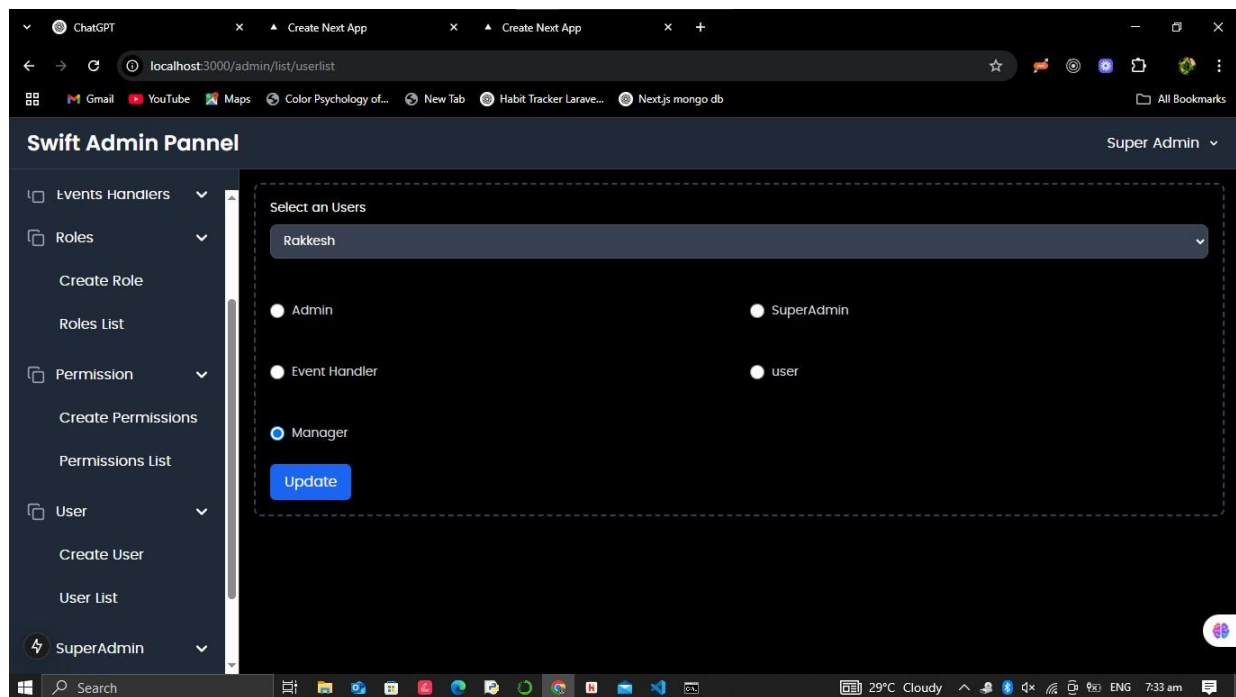 ChatGPT
Create Next App
Create Next App
localhost:3000/admin/list/userlist
Gmail
YouTube
Maps
Color Psychology of...
New Tab
Habit Tracker Larave...
Next.js mongo db
All Bookmarks
Swift Admin Pannel
Super Admin
Events Handlers
Roles
Create Role
Roles List
Permission
Create Permissions
Permissions List
User
Create User
User List
SuperAdmin
Select an Users
Rakkesh
Admin
SuperAdmin
Event Handler
user
Manager
Update
Search
29°C Cloudy
ENG
7:33 am